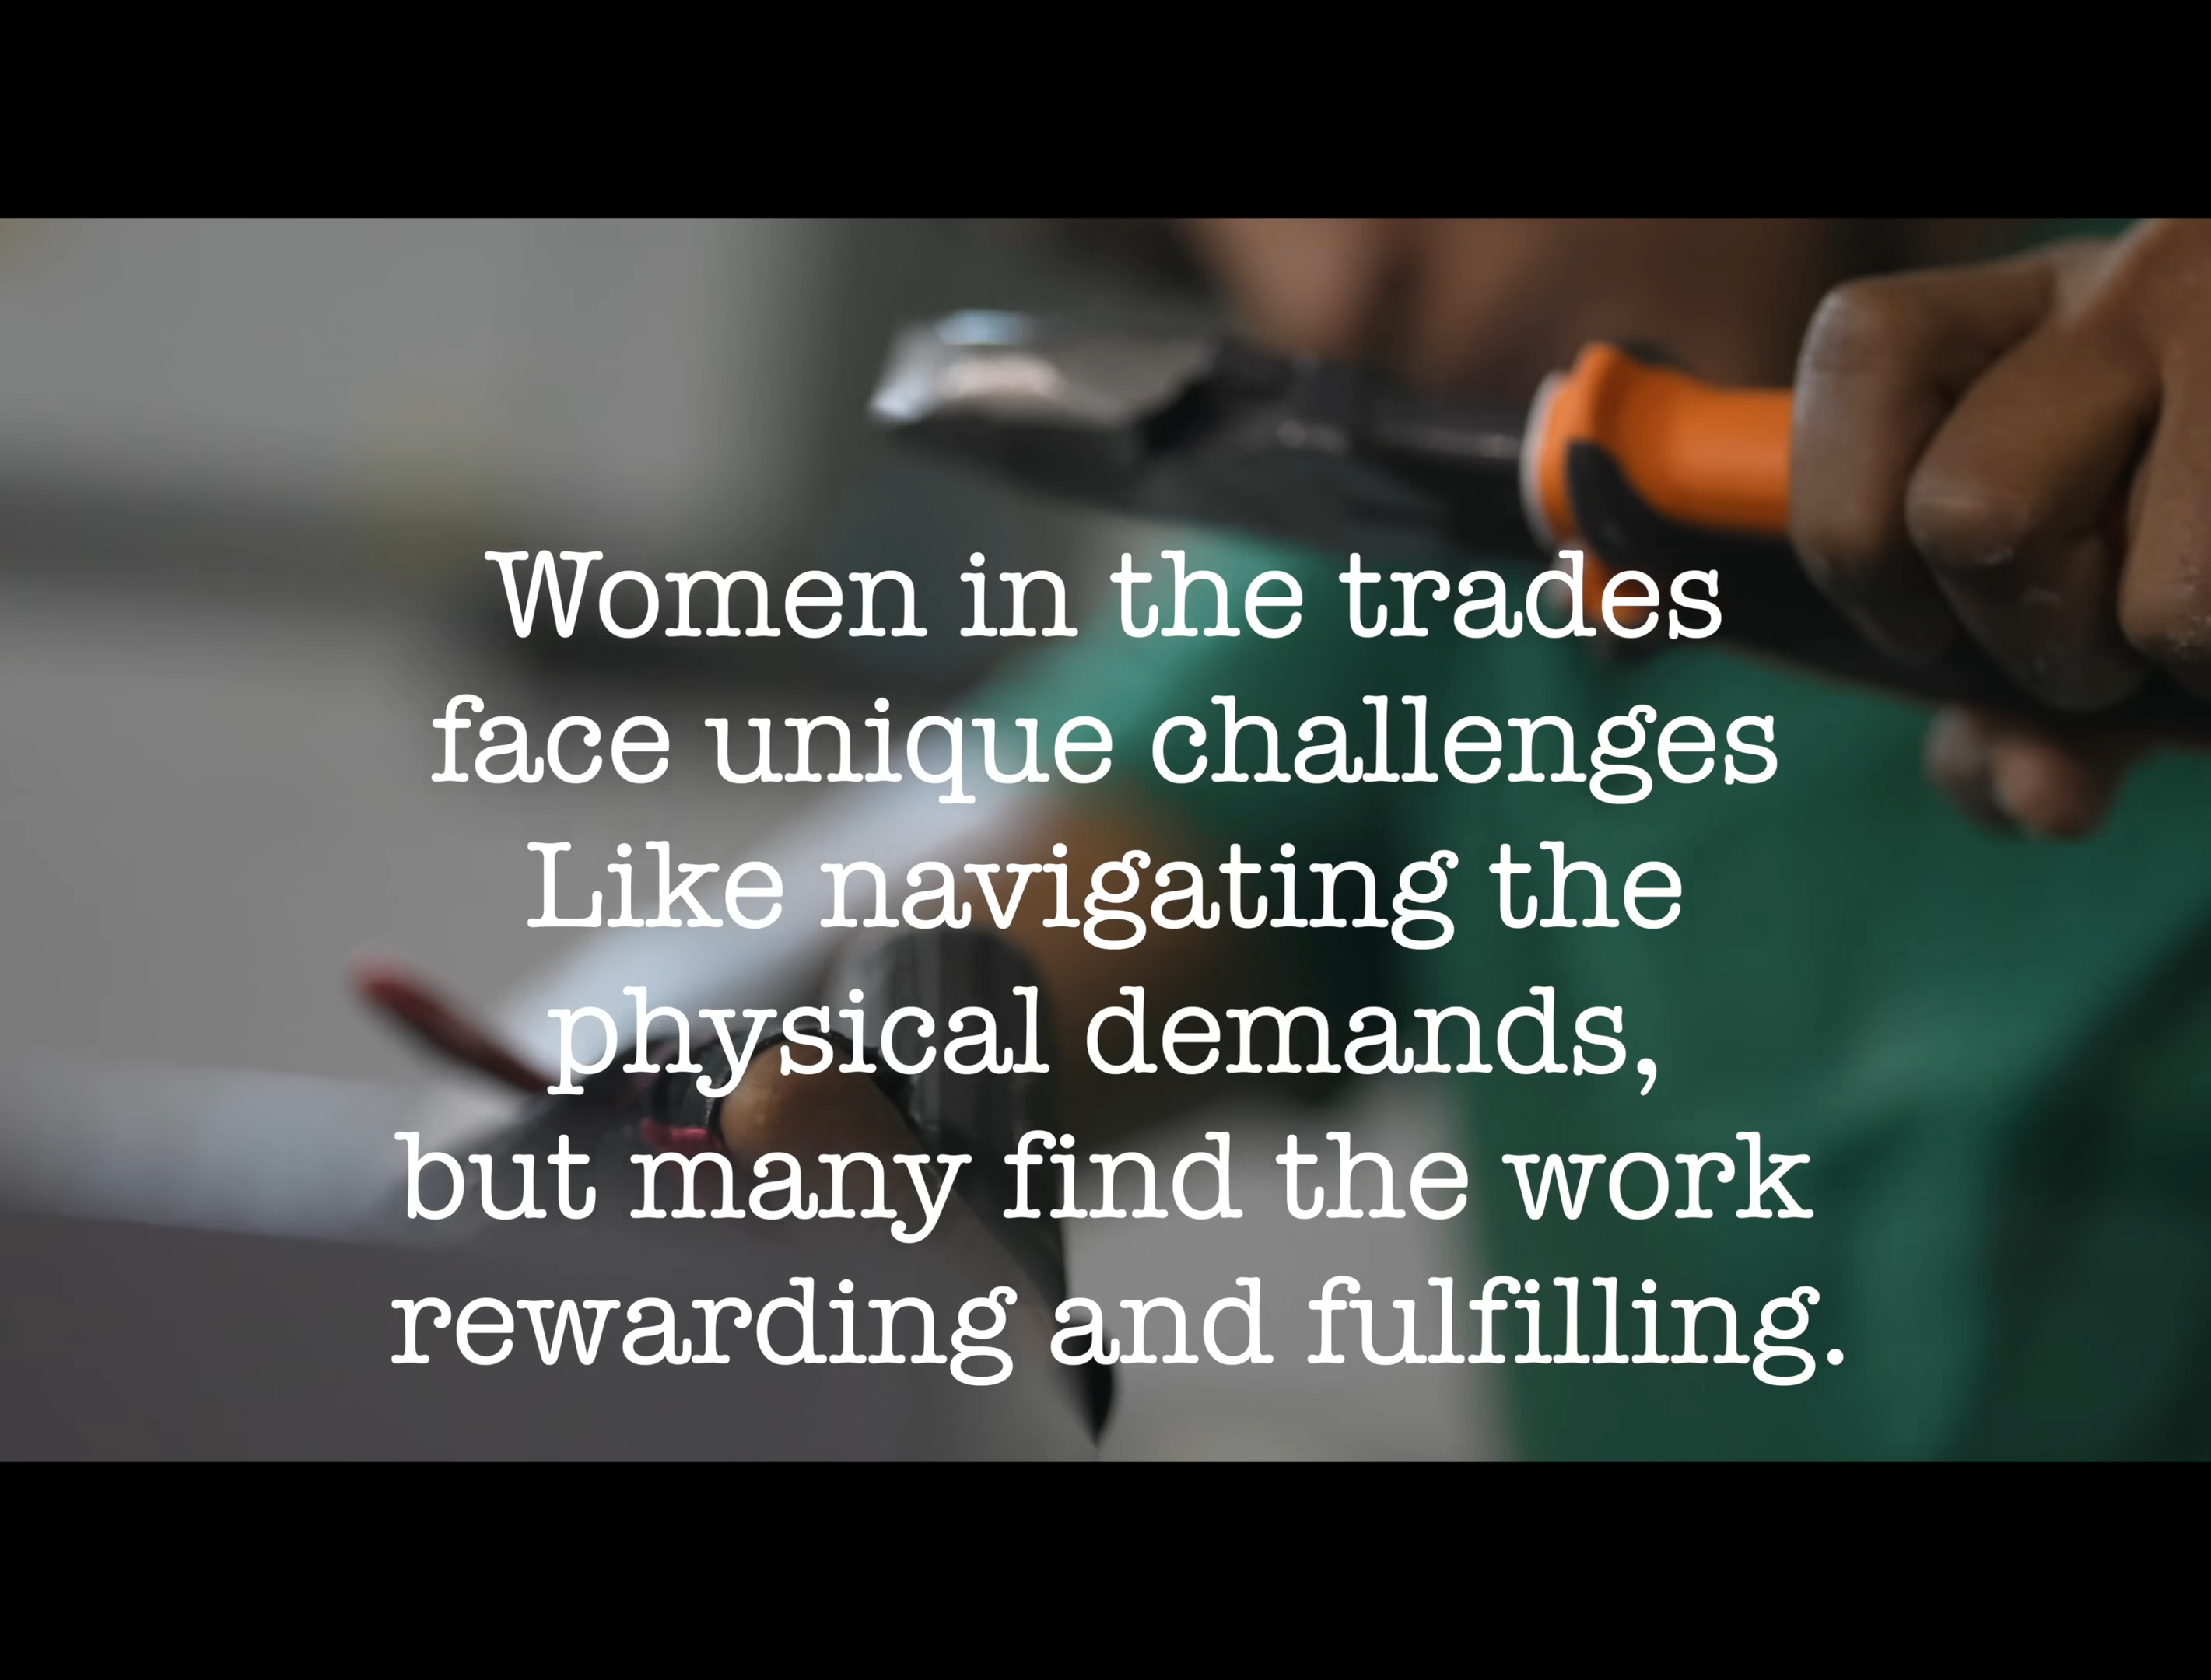 Women in the trades
face unique challenges
Like navigating the
physical demands,
but many find the work
rewarding and fulfilling.